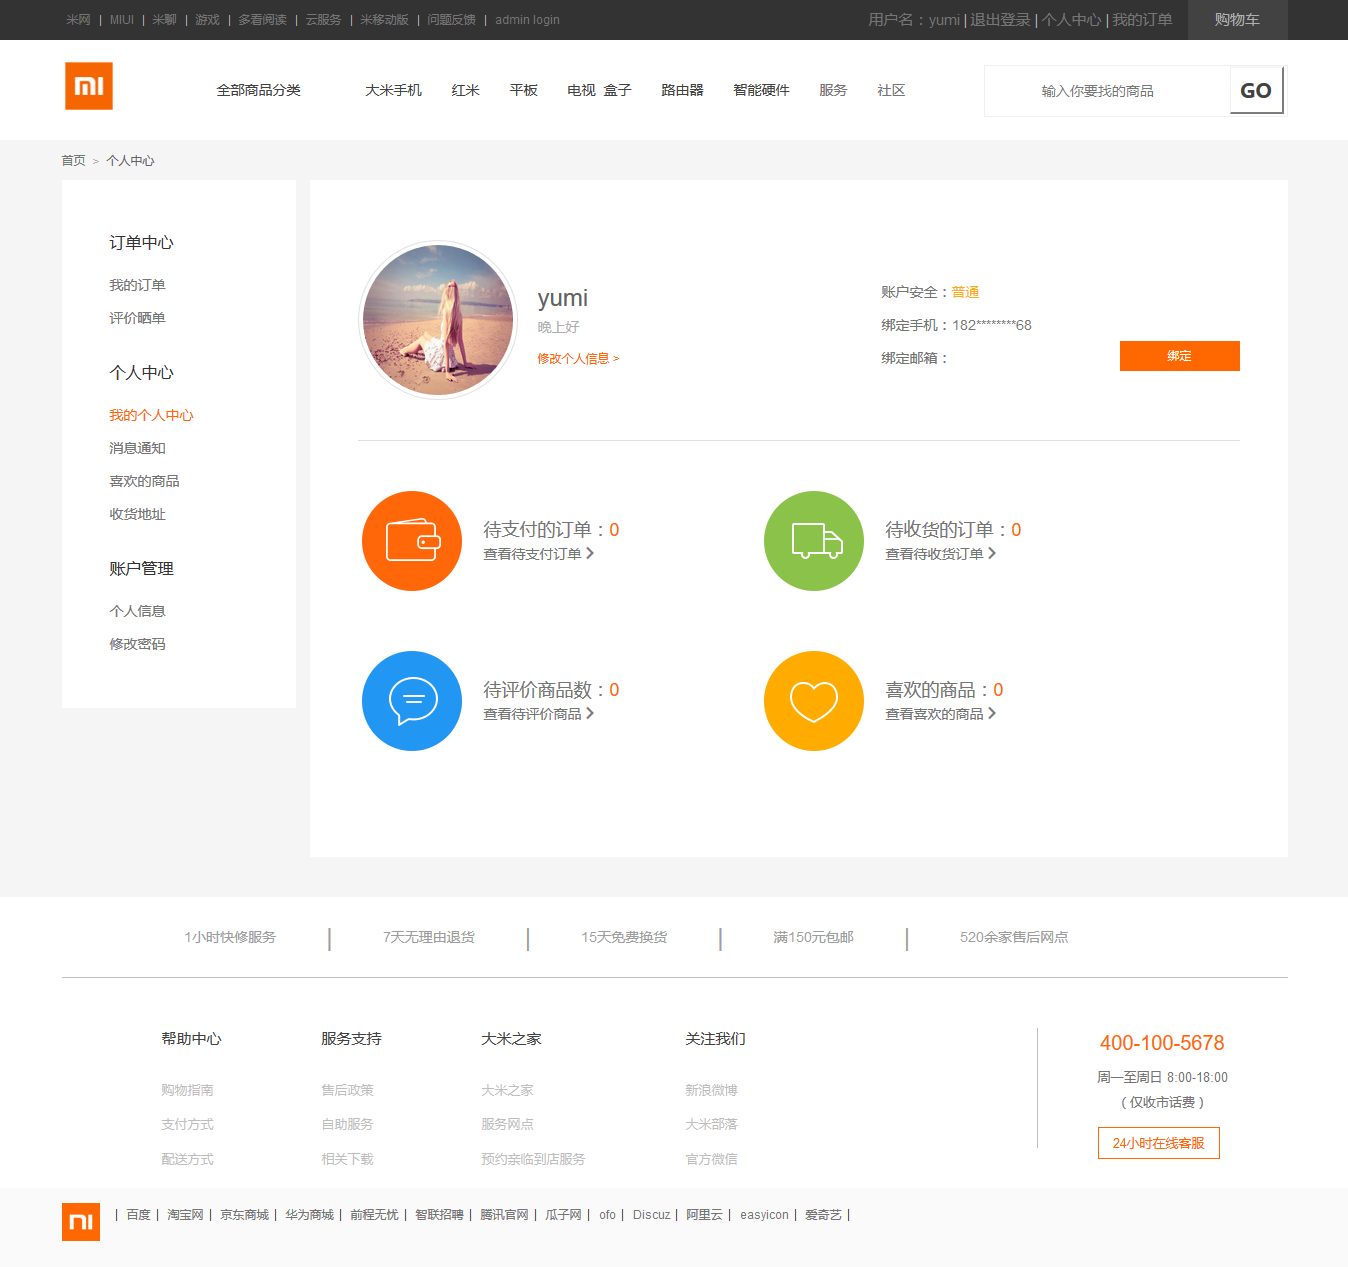 米网 | MIUI | 米聊 | 游戏 | 多看阅读 | 云服务 | 米移动版 | 问题反馈 | admin login
用户名：yumi | 退出登录 | 个人中心 | 我的订单 购物车
mi 全部商品分类 大米手机 红米 平板 电视 盒子 路由器 智能硬件 服务 社区 输入你要找的商品 GO
首页 > 个人中心
订单中心
我的订单
评价晒单
个人中心
我的个人中心
消息通知
喜欢的商品
收货地址
账户管理
个人信息
修改密码
yumi
晚上好
修改个人信息 >
账户安全：普通
绑定手机：182********68
绑定邮箱： 绑定
待支付的订单：0
查看待支付订单 >
待收货的订单：0
查看待收货订单 >
待评价商品数：0
查看待评价商品 >
喜欢的商品：0
查看喜欢的商品 >
1小时快修服务 | 7天无理由退货 | 15天免费换货 | 满150元包邮 | 520余家售后网点
帮助中心
购物指南
支付方式
配送方式
服务支持
售后政策
自助服务
相关下载
大米之家
大米之家
服务网点
预约亲临到店服务
关注我们
新浪微博
大米部落
官方微信
400-100-5678
周一至周日 8:00-18:00
（仅收市话费）
24小时在线客服
mi | 百度 | 淘宝网 | 京东商城 | 华为商城 | 前程无忧 | 智联招聘 | 腾讯官网 | 瓜子网 | ofo | Discuz | 阿里云 | easyicon | 爱奇艺 |